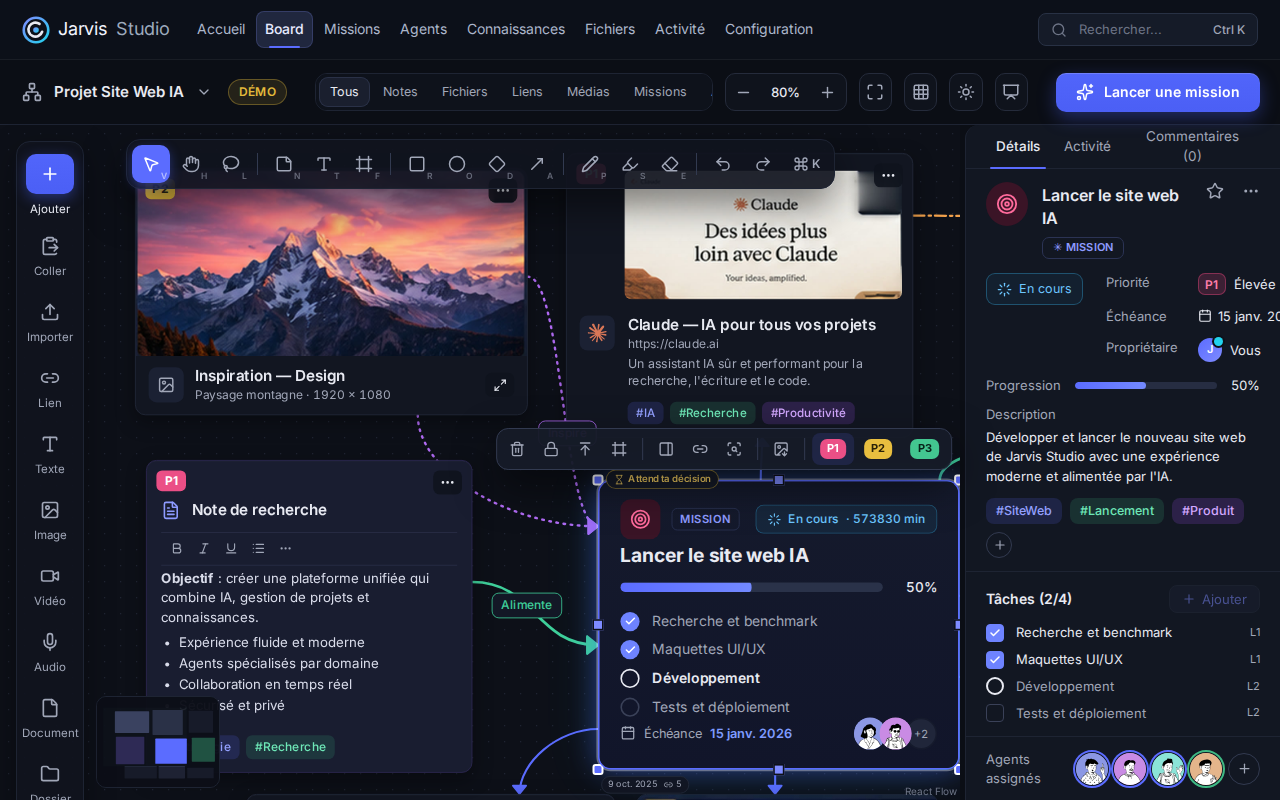 Jarvis Studio
Accueil
Board
Missions
Agents
Connaissances
Fichiers
Activité
Configuration
Rechercher...
Ctrl K
Projet Site Web IA
DÉMO
Tous
Notes
Fichiers
Liens
Médias
Missions
80%
Lancer une mission
Ajouter
Coller
Importer
Lien
Texte
Image
Vidéo
Audio
Document
Dossier
V
H
L
N
T
F
R
O
D
A
P
S
E
⌘ K
P2
Inspiration — Design
Paysage montagne · 1920 × 1080
Claude
Des idées plus
loin avec Claude
Your ideas, amplified.
Claude — IA pour tous vos projets
https://claude.ai
Un assistant IA sûr et performant pour la
recherche, l'écriture et le code.
#IA
#Recherche
#Productivité
P1
P2
P3
P1
Note de recherche
B
I
U
Objectif : créer une plateforme unifiée qui
combine IA, gestion de projets et
connaissances.
• Expérience fluide et moderne
• Agents spécialisés par domaine
• Collaboration en temps réel
sé et privé
ie
#Recherche
Alimente
Attend ta décision
MISSION
En cours · 573830 min
Lancer le site web IA
50%
Recherche et benchmark
Maquettes UI/UX
Développement
Tests et déploiement
Échéance 15 janv. 2026
+2
9 oct. 2025
5
React Flow
Détails
Activité
Commentaires
(0)
Lancer le site web
IA
MISSION
En cours
Priorité
P1 Élevée
Échéance
15 janv. 20
Propriétaire
J Vous
Progression
50%
Description
Développer et lancer le nouveau site web
de Jarvis Studio avec une expérience
moderne et alimentée par l'IA.
#SiteWeb
#Lancement
#Produit
Tâches (2/4)
Ajouter
Recherche et benchmark L1
Maquettes UI/UX L1
Développement L2
Tests et déploiement L2
Agents
assignés